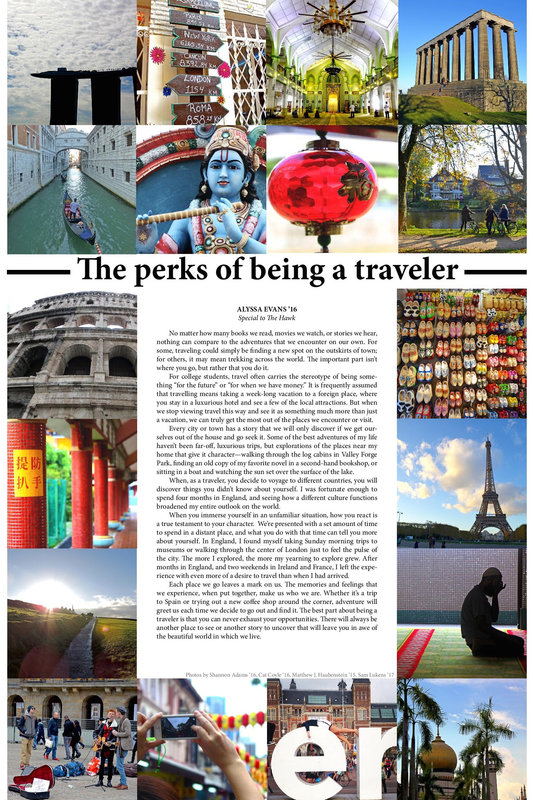 PARIS
NEW YORK
CANCUN
LONDON
1154 KM
ROMA
858.28 KM
The perks of being a traveler
ALYSSA EVANS '16
Special to The Hawk
No matter how many books we read, movies we watch, or stories we hear,
nothing can compare to the adventures that we encounter on our own. For
some, traveling could simply be finding a new spot on the outskirts of town;
for others, it may mean trekking across the world. The important part isn't
where you go, but rather that you do it.
For college students, travel often carries the stereotype of being some-
thing "for the future" or "for when we have money." It is frequently assumed
that travelling means taking a week-long vacation to a foreign place, where
you stay in a luxurious hotel and see a few of the local attractions. But when
we stop viewing travel this way and see it as something much more than just
a vacation, we can truly get the most out of the places we encounter or visit.
Every city or town has a story that we will only discover if we get our-
selves out of the house and go seek it. Some of the best adventures of my life
haven't been far-off, luxurious trips, but explorations of the places near my
home that give it character—walking through the log cabins in Valley Forge
Park, finding an old copy of my favorite novel in a second-hand bookshop, or
sitting in a boat and watching the sun set over the surface of the lake.
When, as a traveler, you decide to voyage to different countries, you will
discover things you didn't know about yourself. I was fortunate enough to
spend four months in England, and seeing how a different culture functions
broadened my entire outlook on the world.
When you immerse yourself in an unfamiliar situation, how you react is
a true testament to your character. We're presented with a set amount of time
to spend in a distant place, and what you do with that time can tell you more
about yourself. In England, I found myself taking Sunday morning trips to
museums or walking through the center of London just to feel the pulse of
the city. The more I explored, the more my yearning to explore grew. After
months in England, and two weekends in Ireland and France, I left the expe-
rience with even more of a desire to travel than when I had arrived.
Each place we go leaves a mark on us. The memories and feelings that
we experience, when put together, make us who we are. Whether it's a trip
to Spain or trying out a new coffee shop around the corner, adventure will
greet us each time we decide to go out and find it. The best part about being a
traveler is that you can never exhaust your opportunities. There will always be
another place to see or another story to uncover that will leave you in awe of
the beautiful world in which we live.
提防
扒手
Photos by Shannon Adams '16, Cat Coyle '16, Matthew J. Haubenstein '15, Sam Lukens '17
er